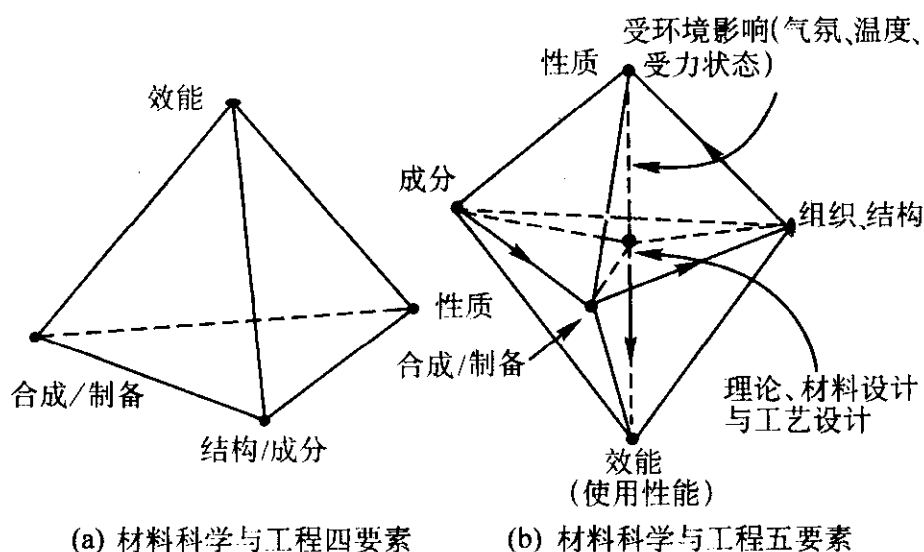 效能
性质
合成/制备
结构/成分
(a) 材料科学与工程四要素
受环境影响(气氛、温度、
受力状态)
性质
成分
组织、结构
合成/制备
理论、材料设计
与工艺设计
效能
(使用性能)
(b) 材料科学与工程五要素